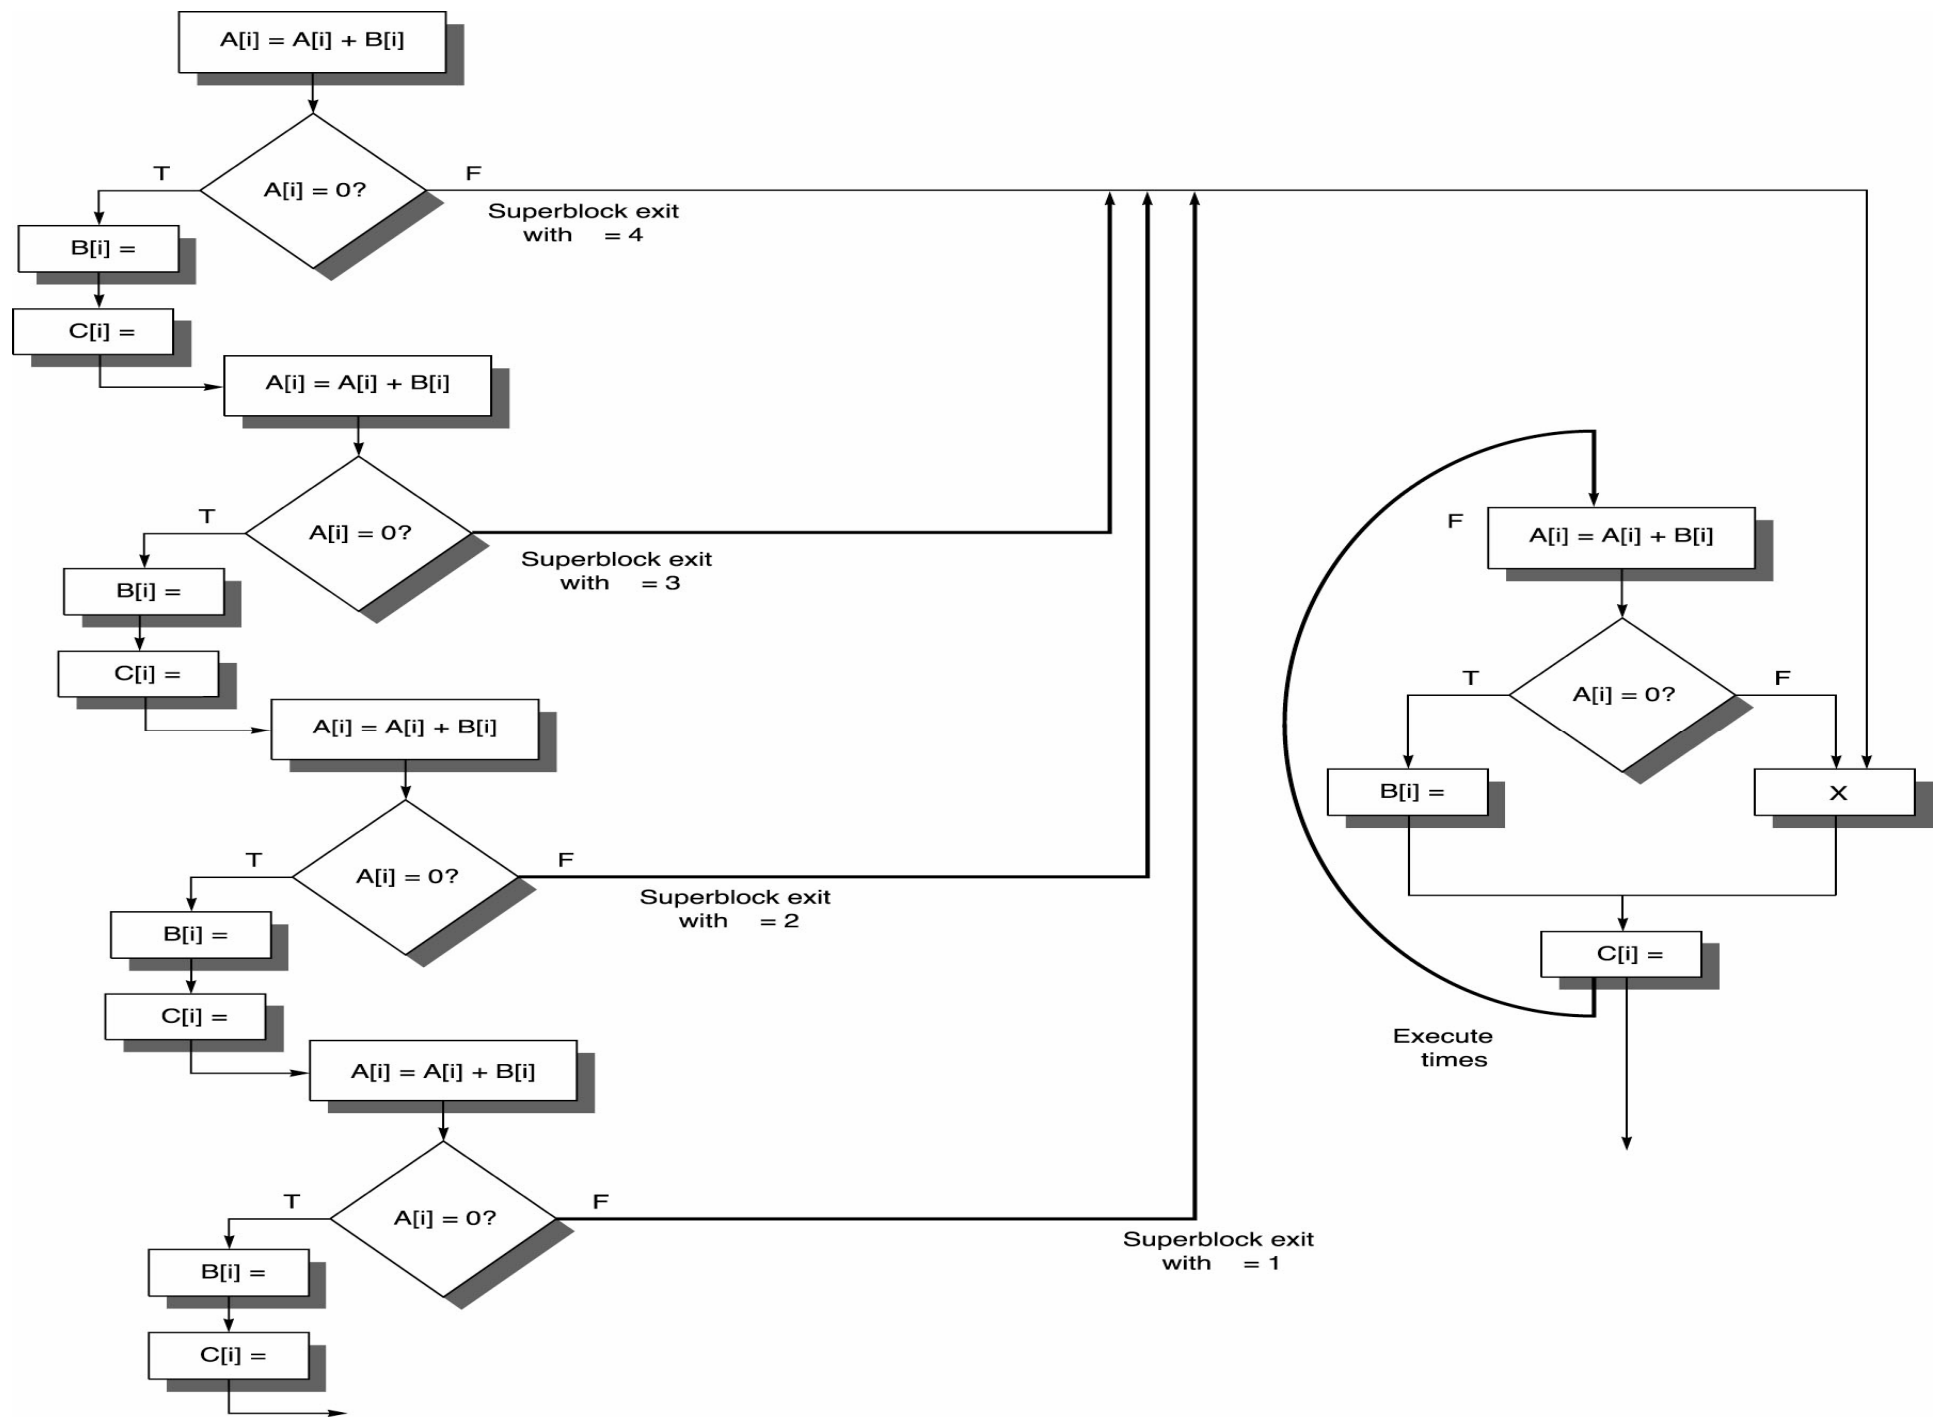 A[i] = A[i] + B[i]
T
F
A[i] = 0?
Superblock exit
with = 4
B[i] =
C[i] =
A[i] = A[i] + B[i]
T
A[i] = 0?
Superblock exit
with = 3
B[i] =
C[i] =
A[i] = A[i] + B[i]
T
F
A[i] = 0?
Superblock exit
with = 2
B[i] =
C[i] =
A[i] = A[i] + B[i]
T
F
A[i] = 0?
Superblock exit
with = 1
B[i] =
C[i] =
F
A[i] = A[i] + B[i]
T
F
A[i] = 0?
B[i] =
X
C[i] =
Execute
times